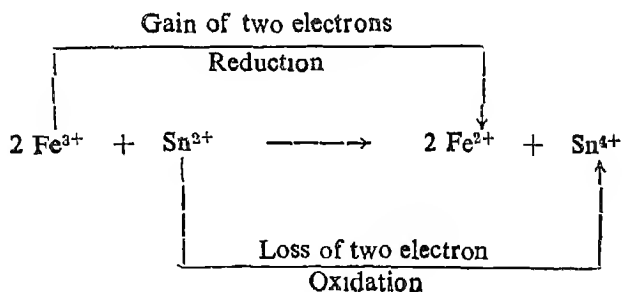 Gain of two electrons
Reduction
2 Fe³⁺ + Sn²⁺ ⟶ 2 Fe²⁺ + Sn⁴⁺
Loss of two electron
Oxidation